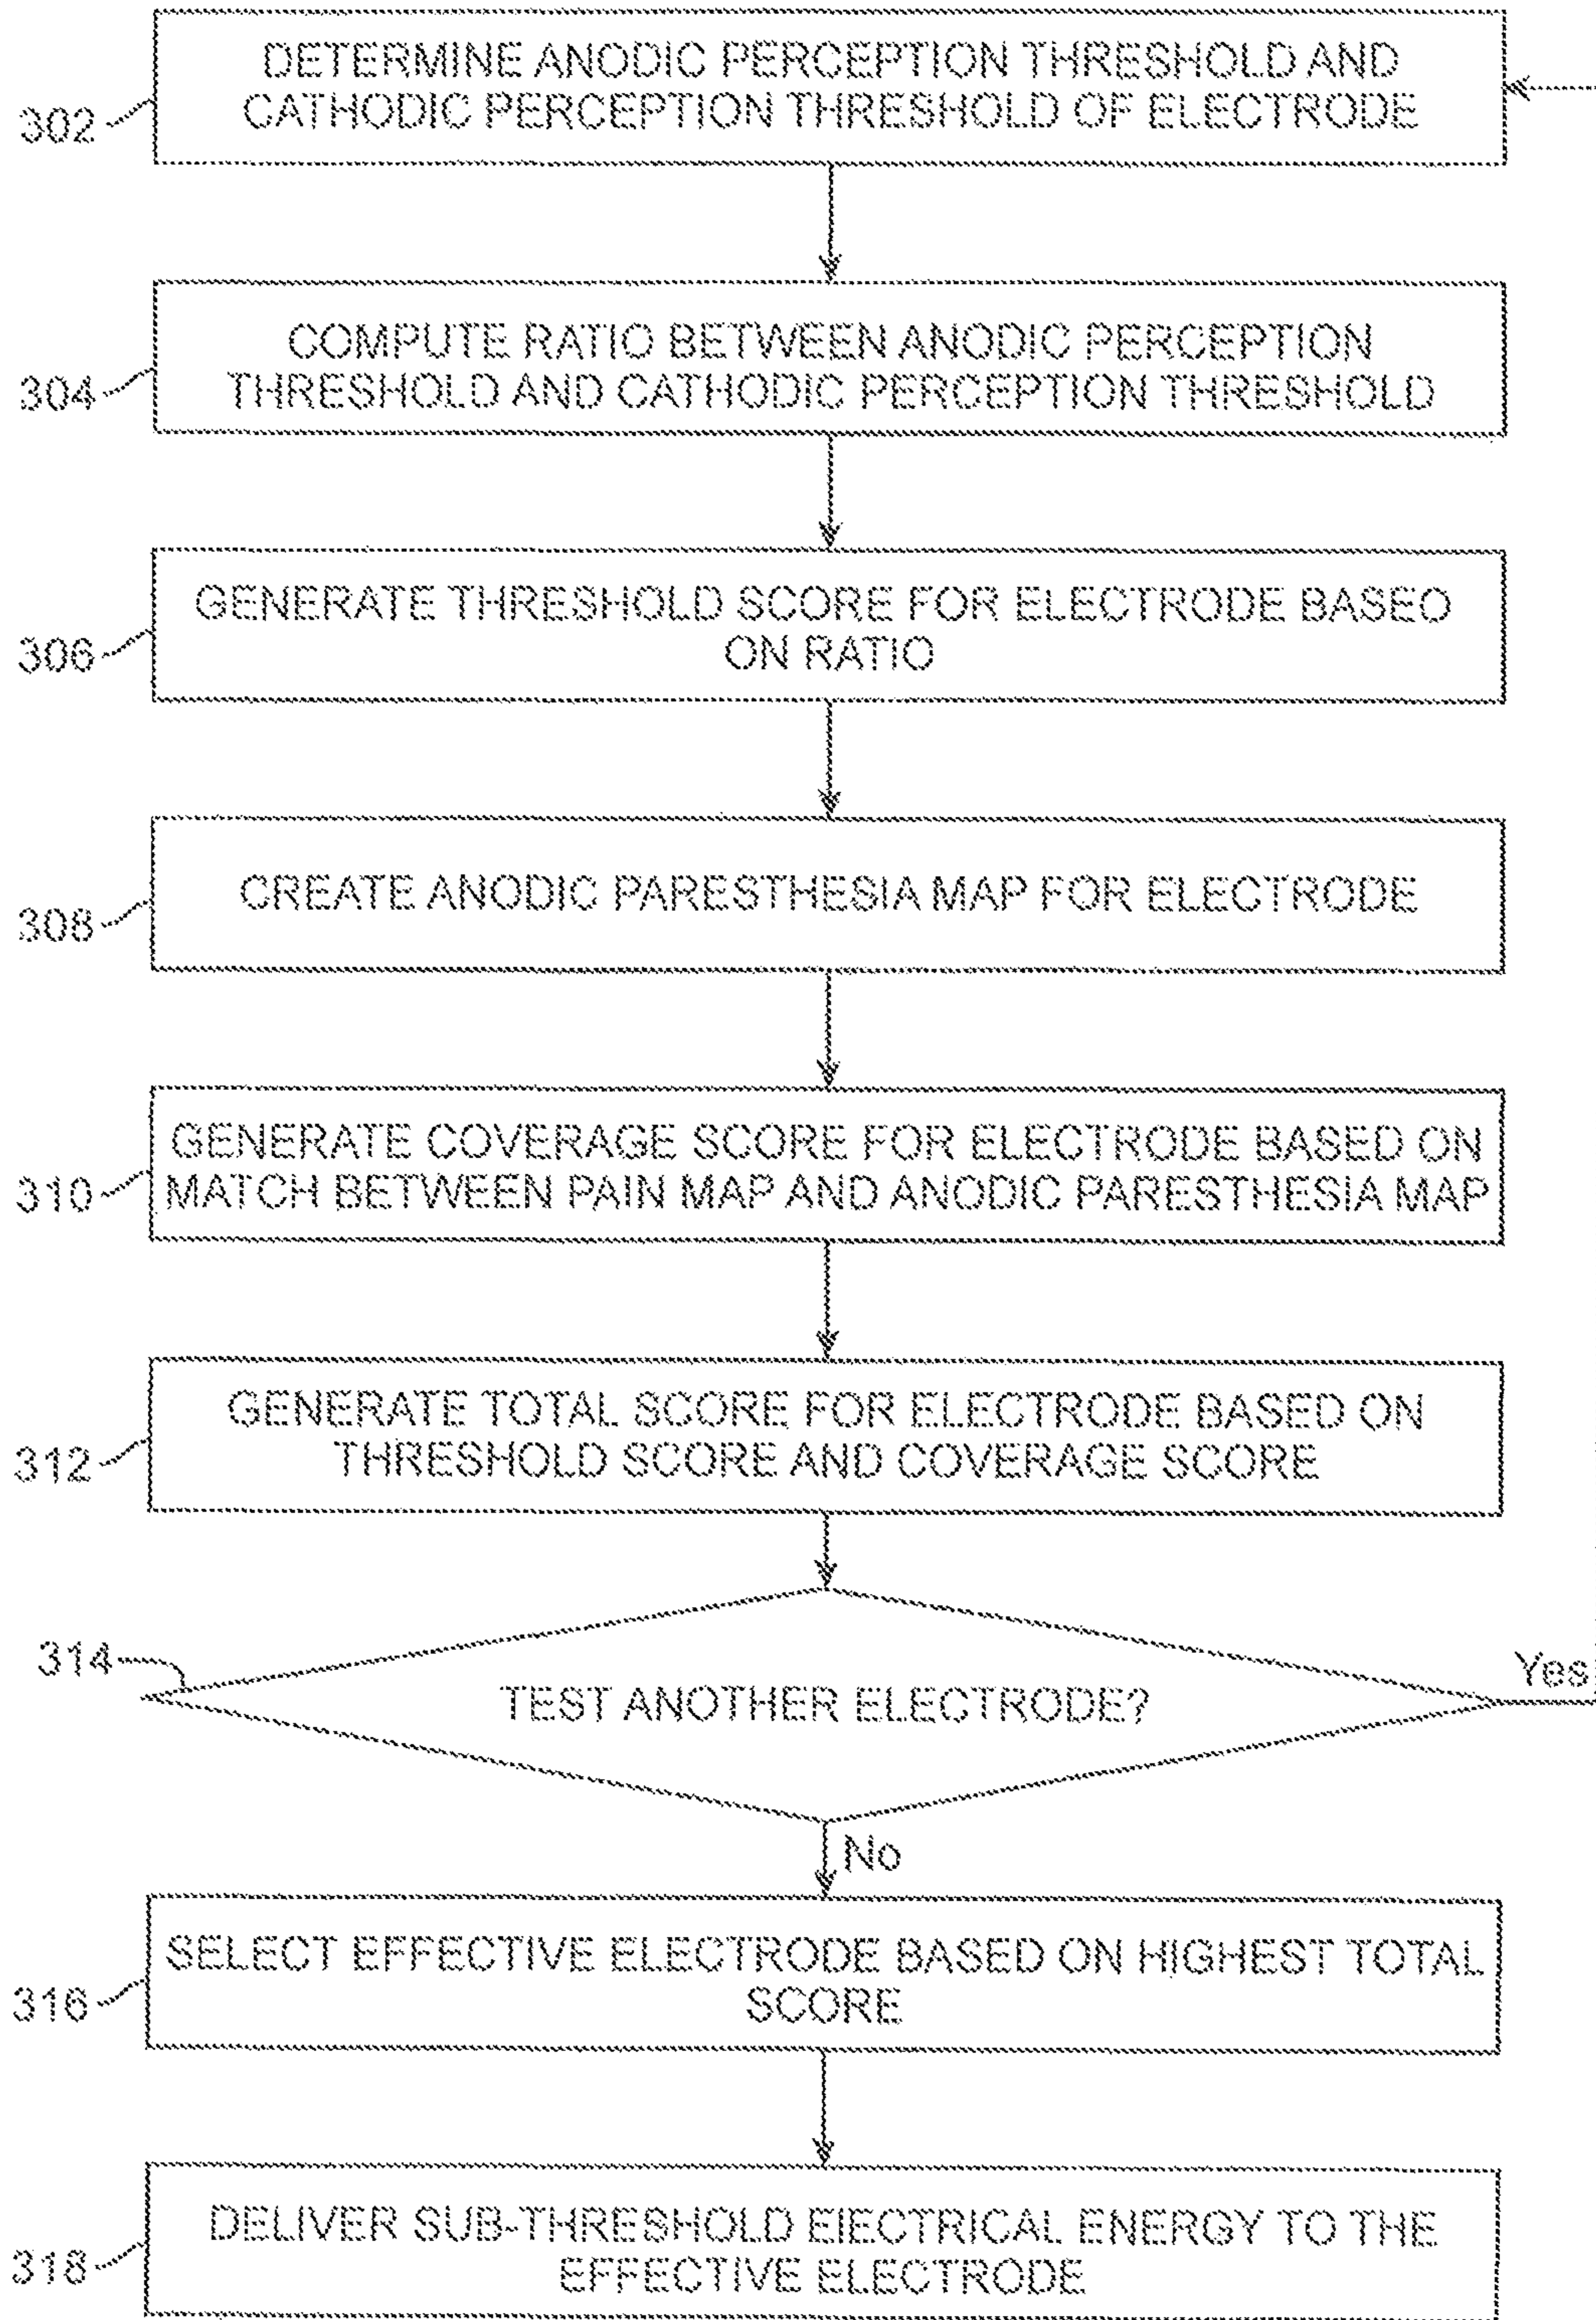 DETERMINE ANODIC PERCEPTION THRESHOLD AND
CATHODIC PERCEPTION THRESHOLD OF ELECTRODE
302
COMPUTE RATIO BETWEEN ANODIC PERCEPTION
THRESHOLD AND CATHODIC PERCEPTION THRESHOLD
304
GENERATE THRESHOLD SCORE FOR ELECTRODE BASEO
ON RATIO
306
CREATE ANODIC PARESTHESIA MAP FOR ELECTRODE
308
GENERATE COVERAGE SCORE FOR ELECTRODE BASED ON
MATCH BETWEEN PAIN MAP AND ANODIC PARESTHESIA MAP
310
GENERATE TOTAL SCORE FOR ELECTRODE BASED ON
THRESHOLD SCORE AND COVERAGE SCORE
312
314
TEST ANOTHER ELECTRODE?
Yes
No
SELECT EFFECTIVE ELECTRODE BASED ON HIGHEST TOTAL
SCORE
316
DELIVER SUB-THRESHOLD ElECTRICAL ENERGY TO THE
EFFECTIVE ELECTRODE
318